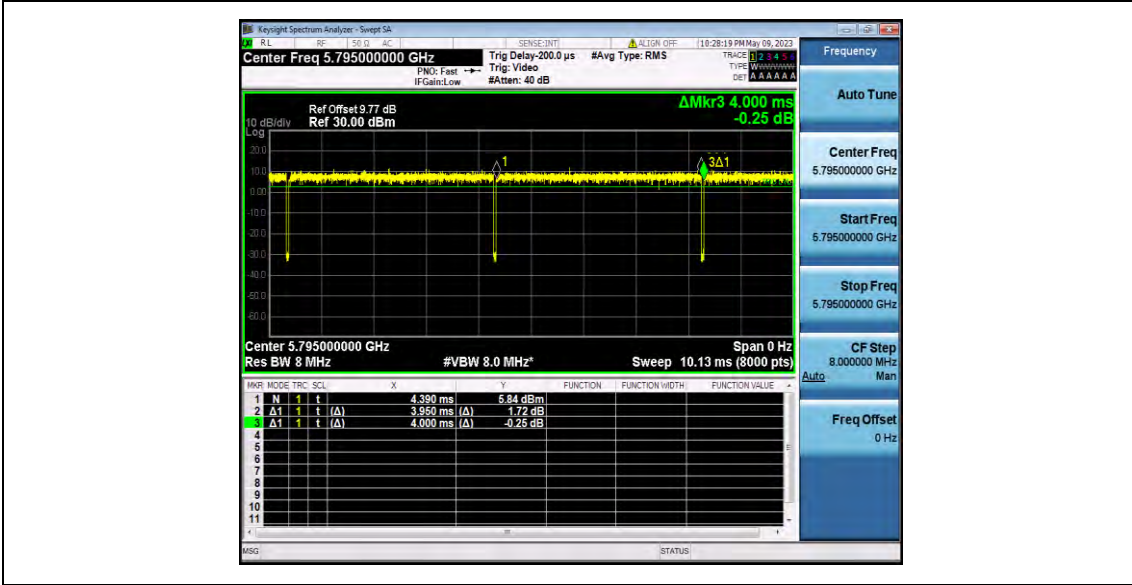 Keysight Spectrum Analyzer - Swept SA
RL RF 50 Ω AC SENSE:INT ALIGN OFF 10:28:19 PM May 09, 2023
Center Freq 5.795000000 GHz
PNO: Fast
IFGain:Low
Trig Delay-200.0 µs
Trig: Video
#Atten: 40 dB
#Avg Type: RMS
TRACE 1 2 3 4 5 6
TYPE W
DET A A A A A A
Frequency
Auto Tune
ΔMkr3 4.000 ms
-0.25 dB
Ref Offset 9.77 dB
10 dB/div Ref 30.00 dBm
Log
20.0
10.0
0.00
-10.0
-20.0
-30.0
-40.0
-50.0
-60.0
1
3Δ1
Center 5.795000000 GHz Span 0 Hz
Res BW 8 MHz #VBW 8.0 MHz* Sweep 10.13 ms (8000 pts)
MKR MODE TRC SCL X Y FUNCTION FUNCTION WIDTH FUNCTION VALUE
1 N 1 t 4.390 ms 5.84 dBm
2 Δ1 1 t (Δ) 3.950 ms (Δ) 1.72 dB
3 Δ1 1 t (Δ) 4.000 ms (Δ) -0.25 dB
4
5
6
7
8
9
10
11
Center Freq
5.795000000 GHz
Start Freq
5.795000000 GHz
Stop Freq
5.795000000 GHz
CF Step
8.000000 MHz
Auto Man
Freq Offset
0 Hz
MSG STATUS